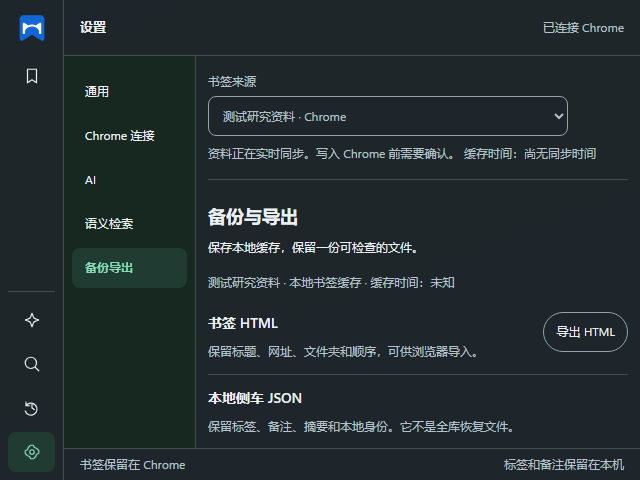 设置
已连接 Chrome
通用
Chrome 连接
AI
语义检索
备份导出
书签来源
测试研究资料 · Chrome
资料正在实时同步。写入 Chrome 前需要确认。 缓存时间：尚无同步时间
备份与导出
保存本地缓存，保留一份可检查的文件。
测试研究资料 · 本地书签缓存 · 缓存时间：未知
书签 HTML
导出 HTML
保留标题、网址、文件夹和顺序，可供浏览器导入。
本地侧车 JSON
保留标签、备注、摘要和本地身份。它不是全库恢复文件。
书签保留在 Chrome
标签和备注保留在本机